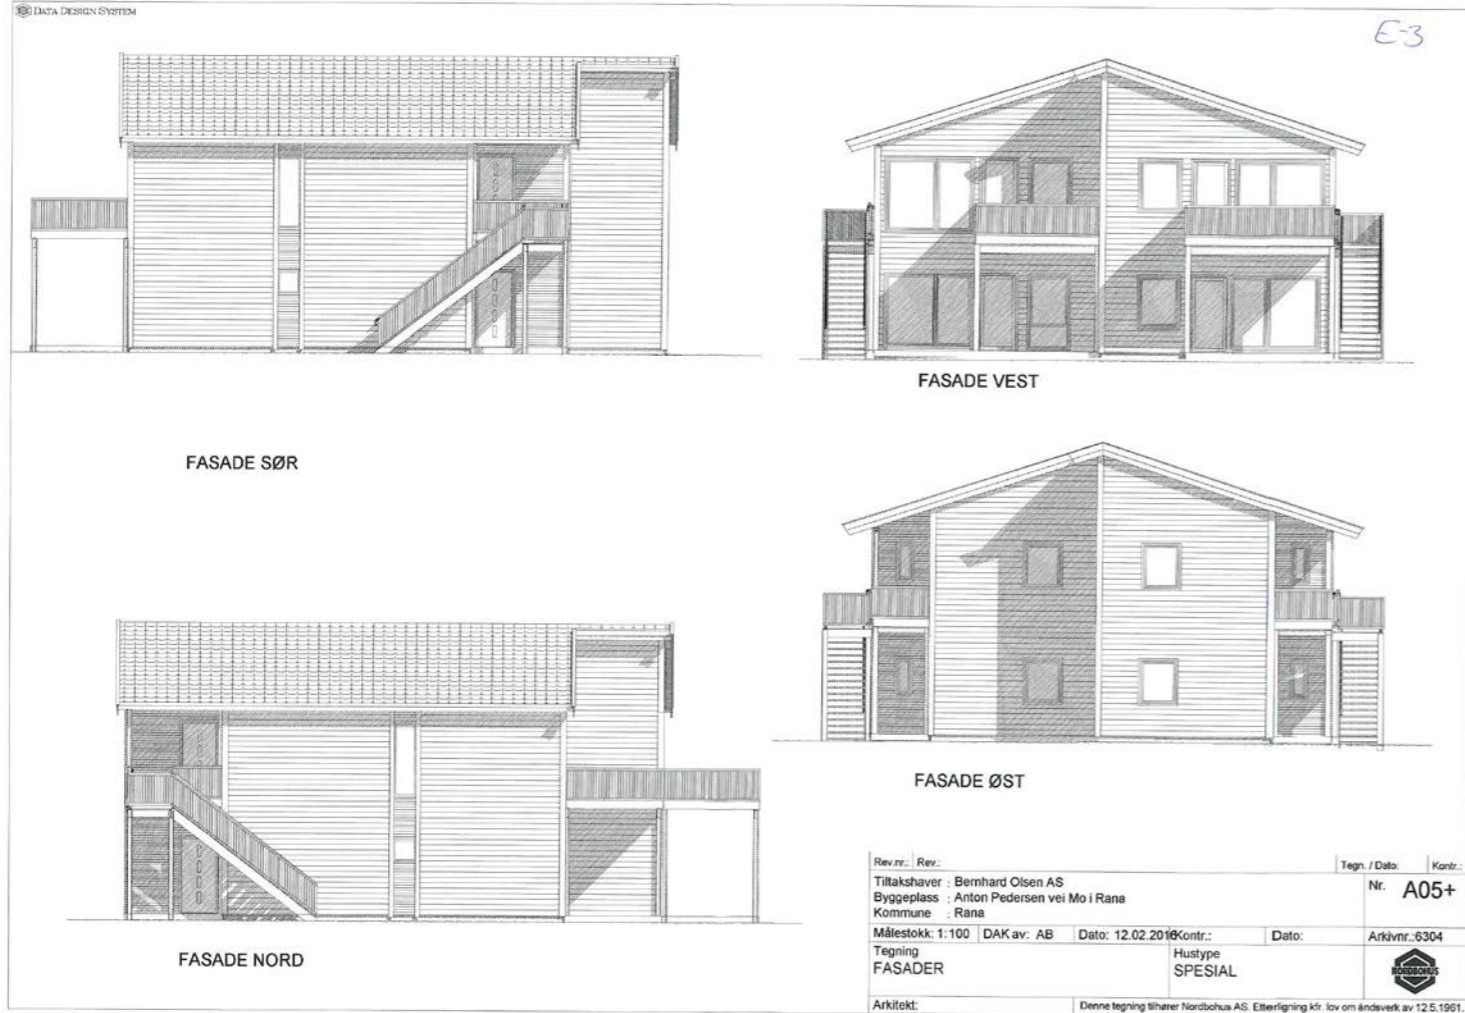 DATA DESIGN SYSTEM
E-3
FASADE SØR
FASADE VEST
FASADE ØST
FASADE NORD
Rev.nr.: Rev.: Tegn. / Dato: Kontr.:
Tiltakshaver : Bernhard Olsen AS
Byggeplass : Anton Pedersen vei Mo i Rana
Kommune : Rana
Nr. A05+
Målestokk: 1:100 DAK av: AB Dato: 12.02.2016 Kontr.: Dato: Arkivnr.:6304
Tegning
FASADER
Hustype
SPESIAL
NORDBOHUS
Arkitekt:
Denne tegning tilhører Nordbohus AS. Etterligning kfr. lov om åndsverk av 12.5.1961.